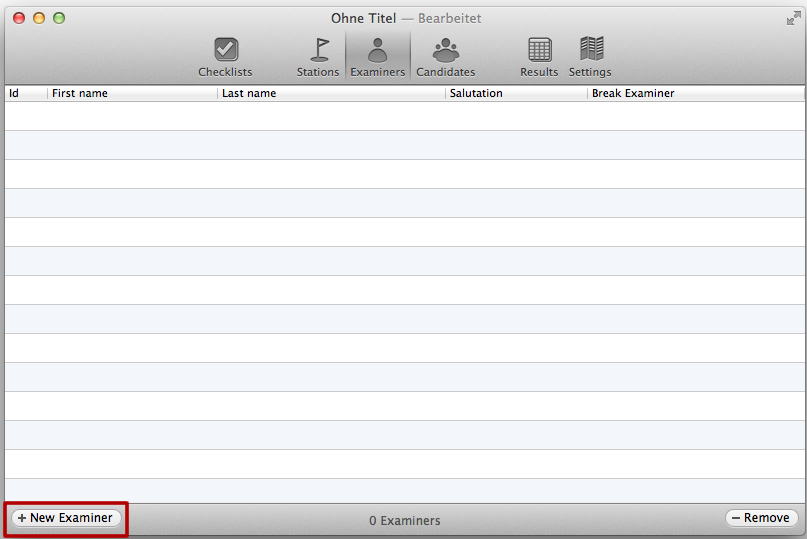 Ohne Titel — Bearbeitet
Checklists Stations Examiners Candidates Results Settings
Id First name Last name Salutation Break Examiner
+ New Examiner 0 Examiners − Remove